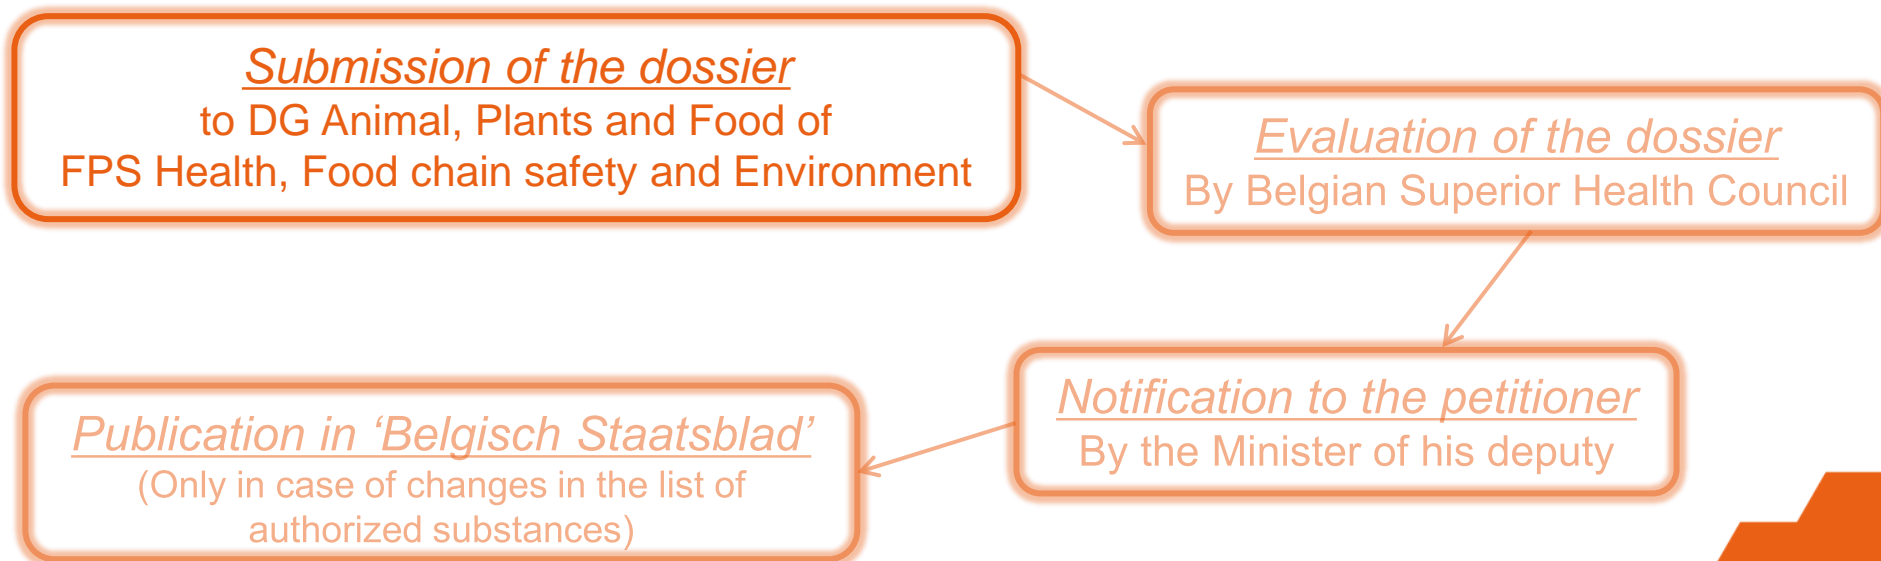 Submission of the dossier
to DG Animal, Plants and Food of
FPS Health, Food chain safety and Environment
Evaluation of the dossier
By Belgian Superior Health Council
Notification to the petitioner
By the Minister of his deputy
Publication in ‘Belgisch Staatsblad’
(Only in case of changes in the list of
authorized substances)